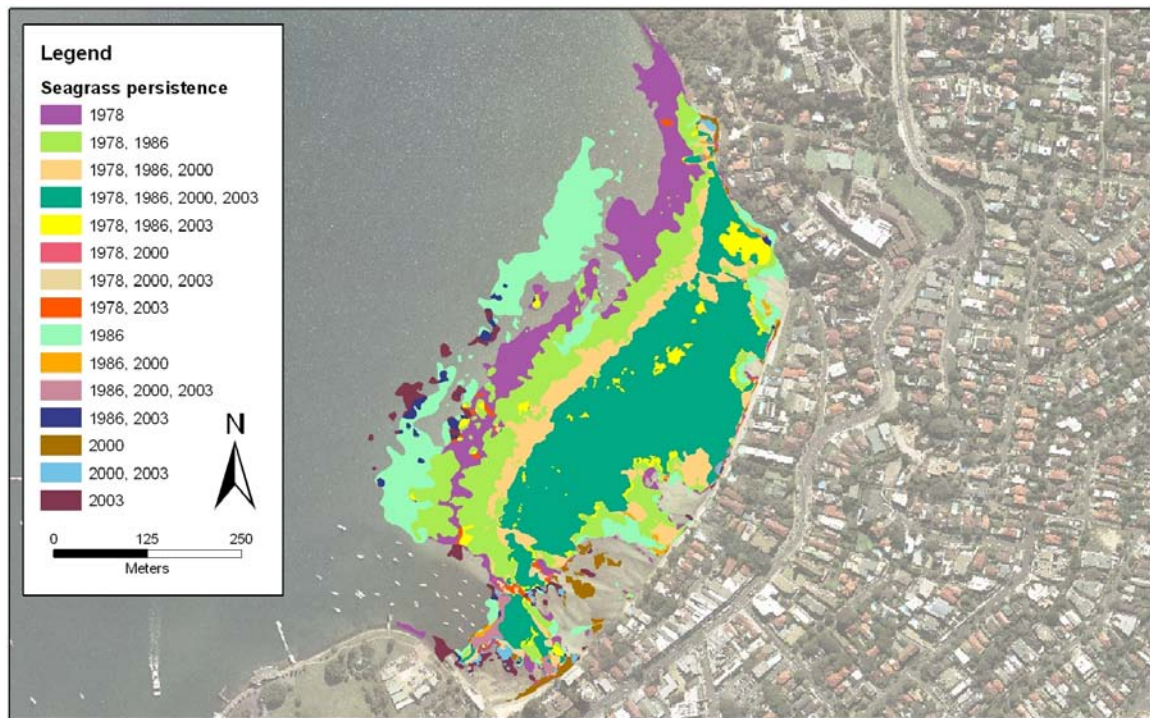 Legend
Seagrass persistence
1978
1978, 1986
1978, 1986, 2000
1978, 1986, 2000, 2003
1978, 1986, 2003
1978, 2000
1978, 2000, 2003
1978, 2003
1986
1986, 2000
1986, 2000, 2003
1986, 2003
2000
2000, 2003
2003
N
0 125 250
Meters